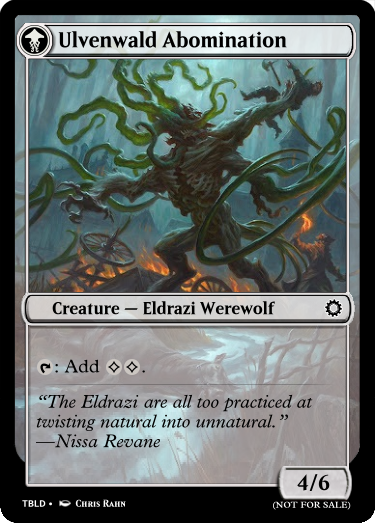 Ulvenwald Abomination
Creature — Eldrazi Werewolf
: Add .
“The Eldrazi are all too practiced at
twisting natural into unnatural.”
—Nissa Revane
4/6
TBLD • Chris Rahn
(NOT FOR SALE)